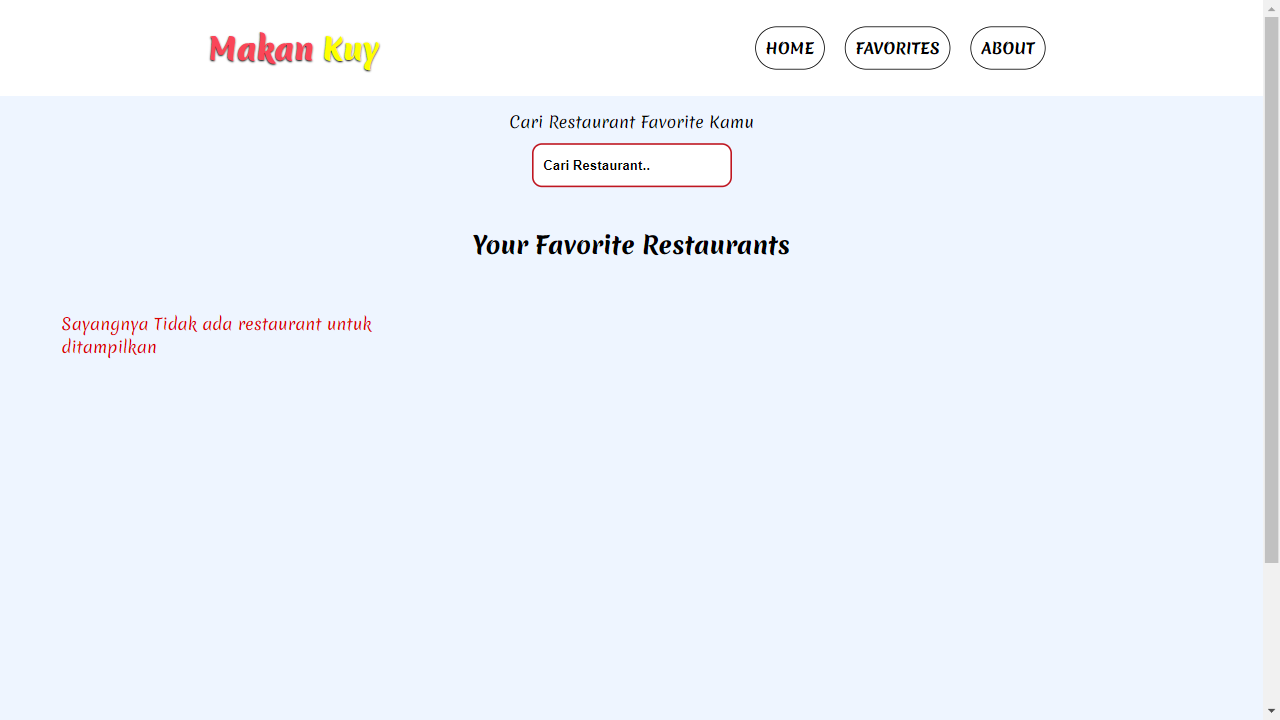 Makan Kuy
HOME
FAVORITES
ABOUT
Cari Restaurant Favorite Kamu
Cari Restaurant..
Your Favorite Restaurants
Sayangnya Tidak ada restaurant untuk
ditampilkan